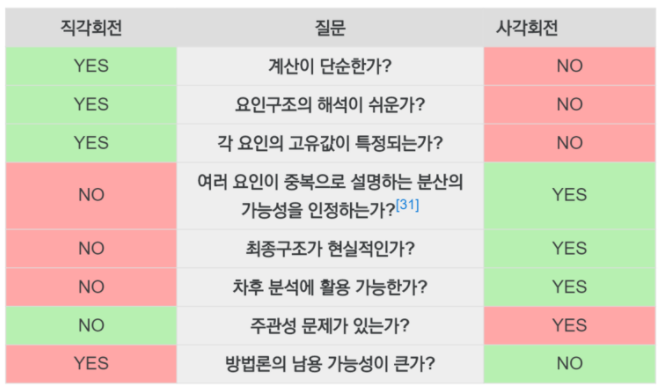 직각회전 질문 사각회전
YES 계산이 단순한가? NO
YES 요인구조의 해석이 쉬운가? NO
YES 각 요인의 고유값이 특정되는가? NO
NO 여러 요인이 중복으로 설명하는 분산의 YES
가능성을 인정하는가?[31]
NO 최종구조가 현실적인가? YES
NO 차후 분석에 활용 가능한가? YES
NO 주관성 문제가 있는가? YES
YES 방법론의 남용 가능성이 큰가? NO